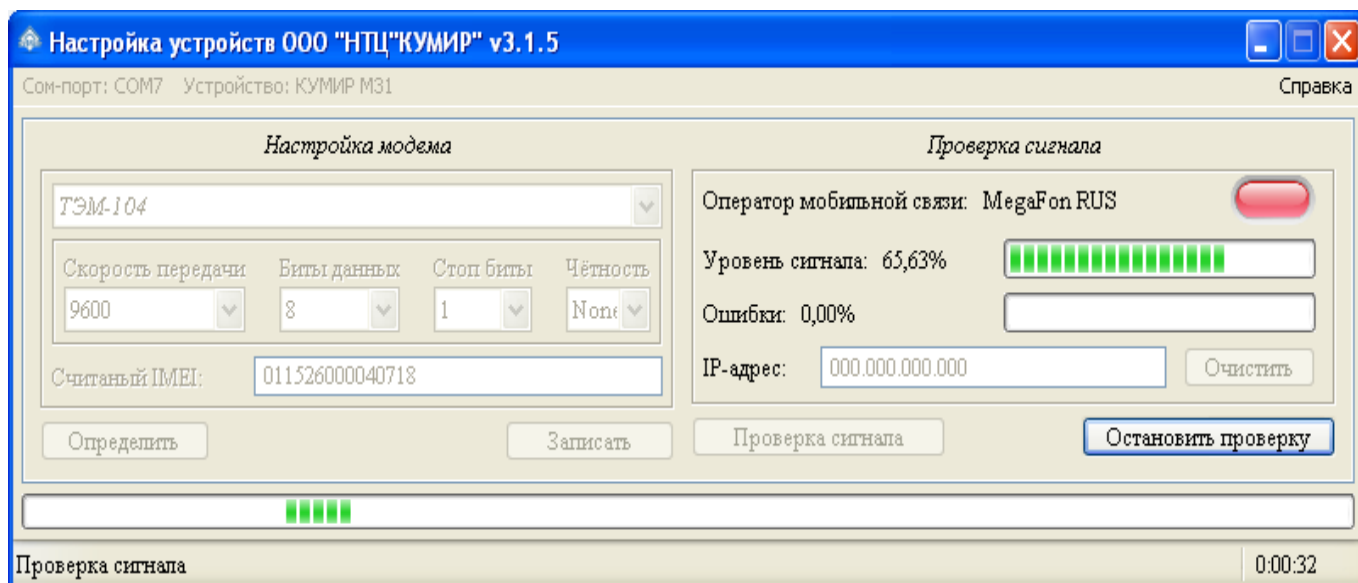 Настройка устройств ООО "НТЦ"КУМИР" v3.1.5
Com-порт: COM7 Устройство: КУМИР M31 Справка
Настройка модема
ТЭМ-104
Скорость передачи Биты данных Стоп биты Чётность
9600 8 1 None
Считаный IMEI: 011526000040718
Определить Записать
Проверка сигнала
Оператор мобильной связи: MegaFon RUS
Уровень сигнала: 65,63%
Ошибки: 0,00%
IP-адрес: 000.000.000.000 Очистить
Проверка сигнала Остановить проверку
Проверка сигнала 0:00:32